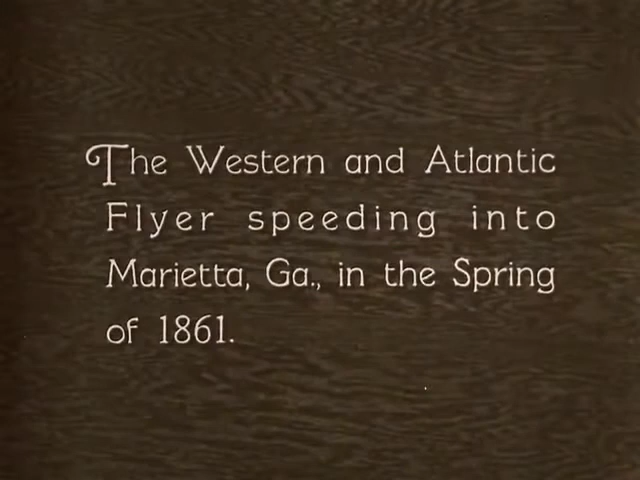 The Western and Atlantic
Flyer speeding into
Marietta, Ga., in the Spring
of 1861.